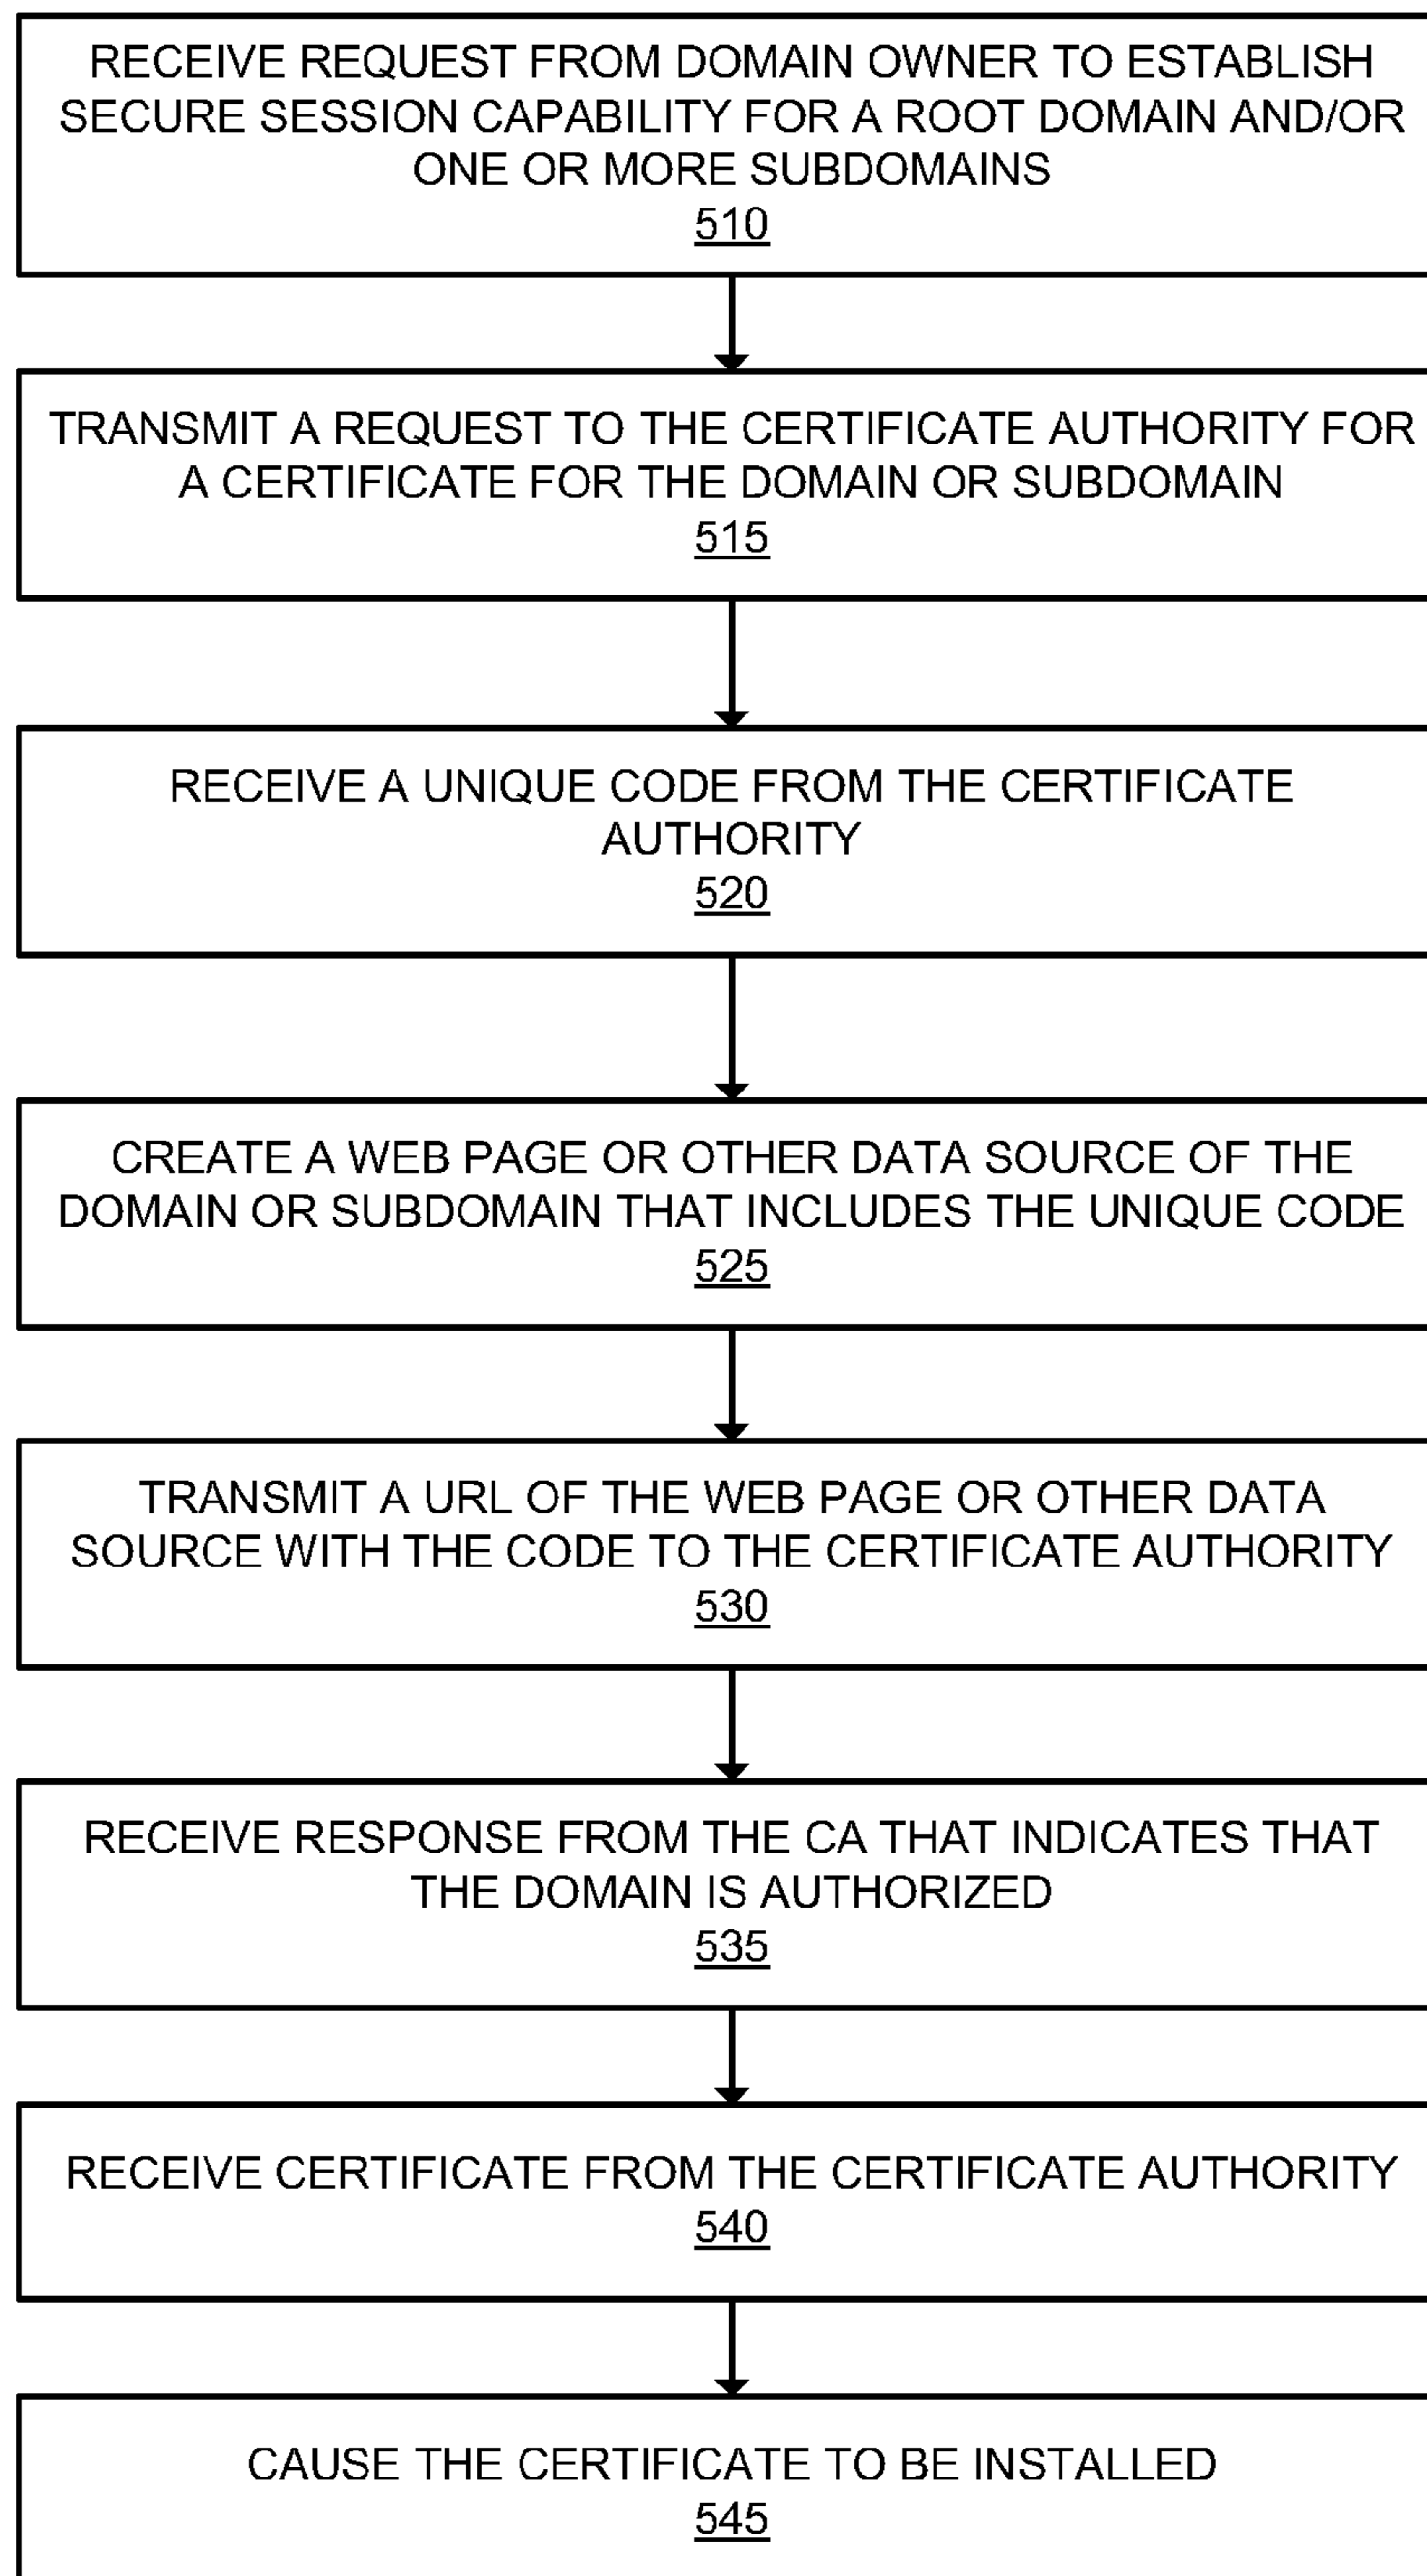 RECEIVE REQUEST FROM DOMAIN OWNER TO ESTABLISH
SECURE SESSION CAPABILITY FOR A ROOT DOMAIN AND/OR
ONE OR MORE SUBDOMAINS
510
TRANSMIT A REQUEST TO THE CERTIFICATE AUTHORITY FOR
A CERTIFICATE FOR THE DOMAIN OR SUBDOMAIN
515
RECEIVE A UNIQUE CODE FROM THE CERTIFICATE
AUTHORITY
520
CREATE A WEB PAGE OR OTHER DATA SOURCE OF THE
DOMAIN OR SUBDOMAIN THAT INCLUDES THE UNIQUE CODE
525
TRANSMIT A URL OF THE WEB PAGE OR OTHER DATA
SOURCE WITH THE CODE TO THE CERTIFICATE AUTHORITY
530
RECEIVE RESPONSE FROM THE CA THAT INDICATES THAT
THE DOMAIN IS AUTHORIZED
535
RECEIVE CERTIFICATE FROM THE CERTIFICATE AUTHORITY
540
CAUSE THE CERTIFICATE TO BE INSTALLED
545